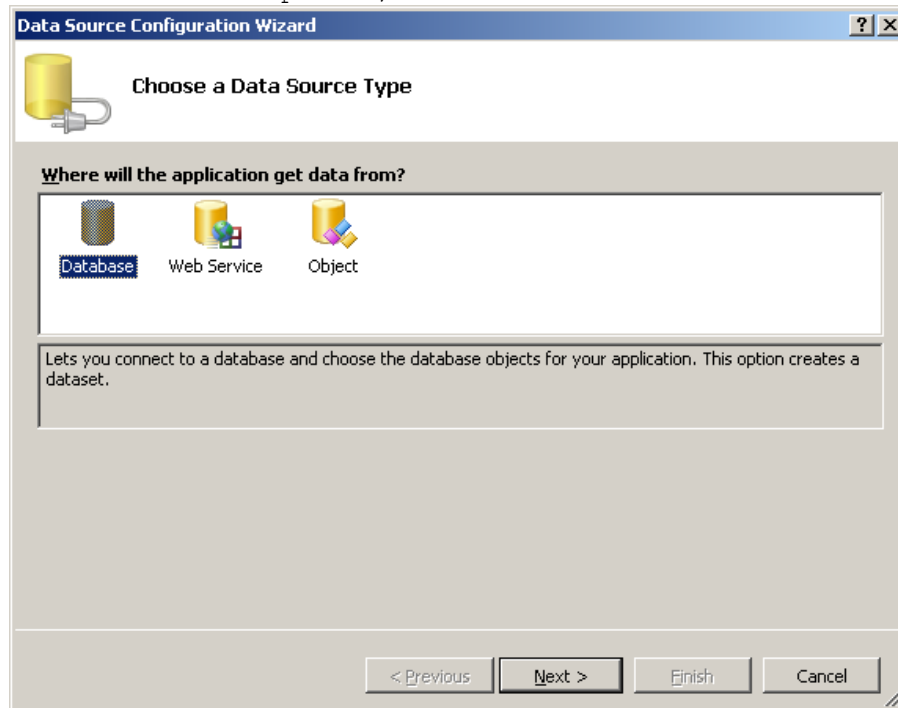 Data Source Configuration Wizard
Choose a Data Source Type
Where will the application get data from?
Database Web Service Object
Lets you connect to a database and choose the database objects for your application. This option creates a
dataset.
< Previous Next > Finish Cancel